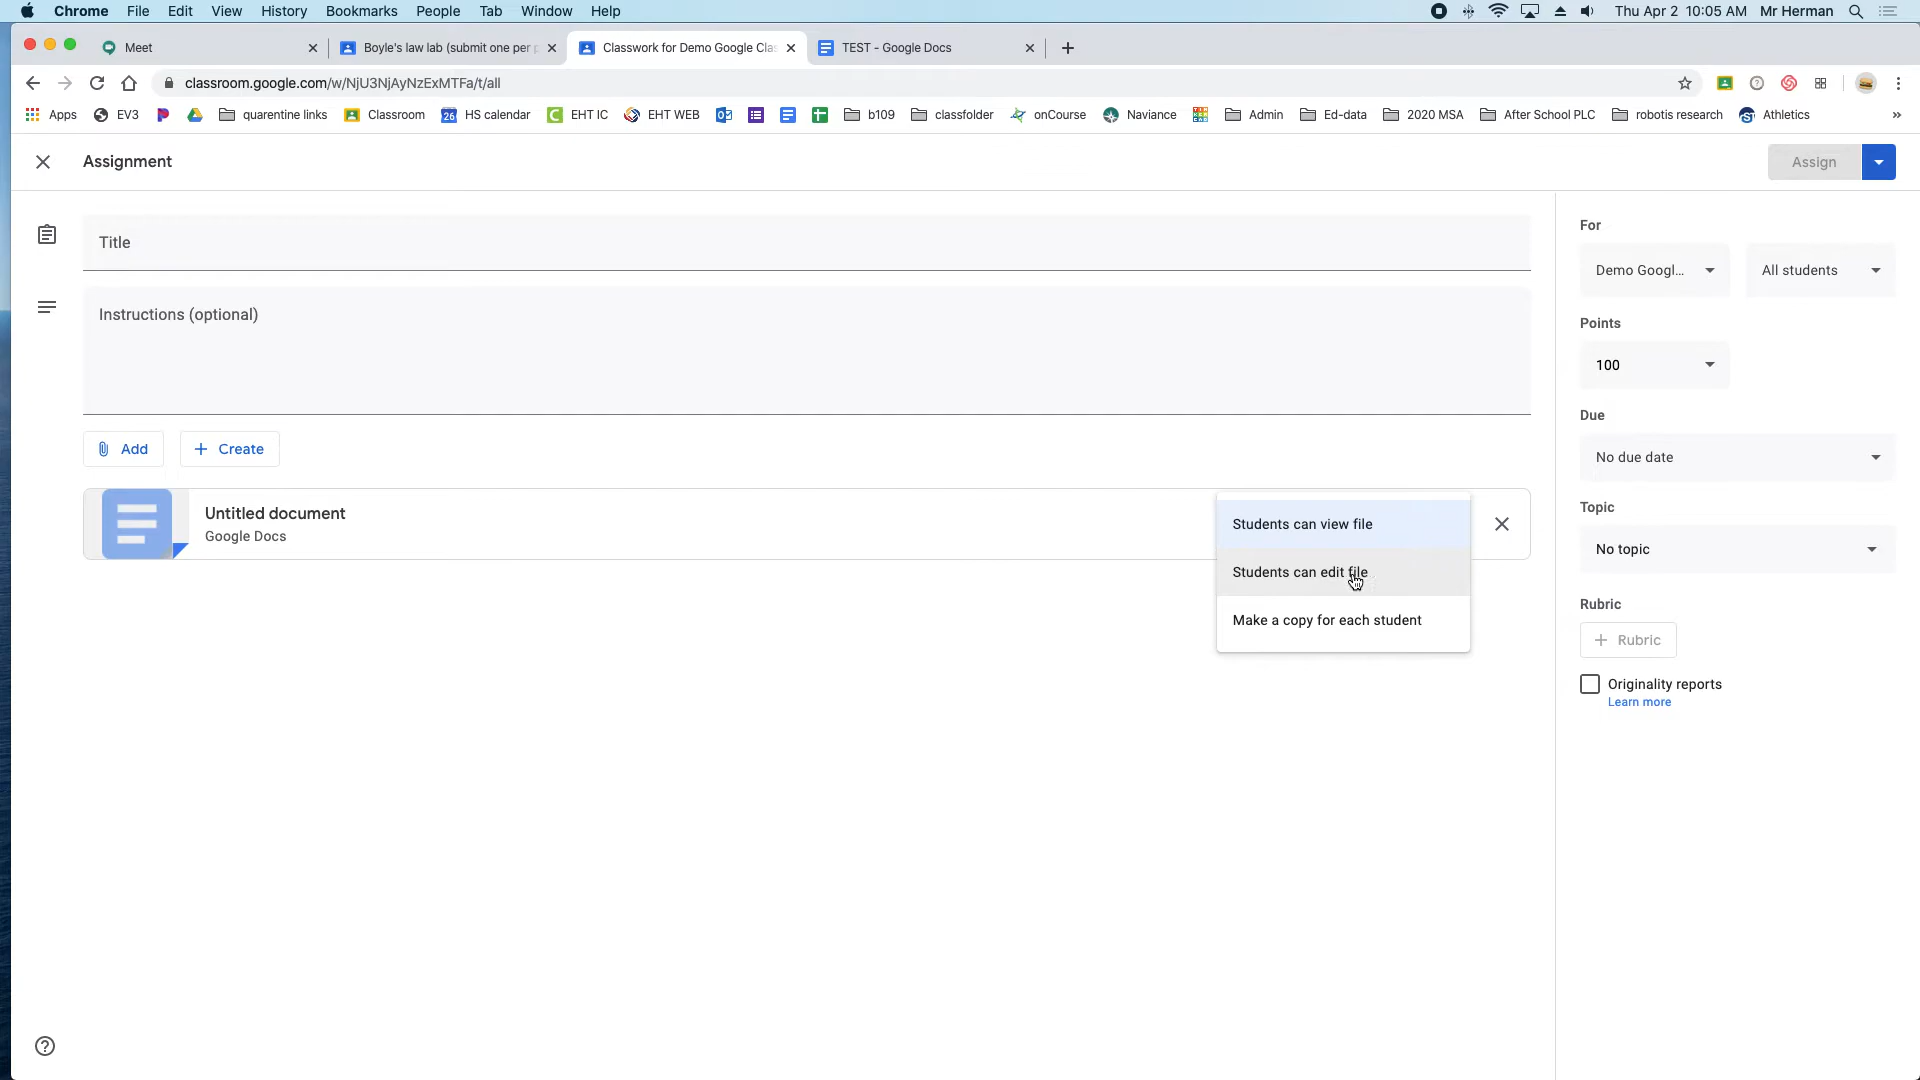 Chrome File Edit View History Bookmarks People Tab Window Help Thu Apr 2 10:05 AM Mr Herman
Meet Boyle's law lab (submit one per p Classwork for Demo Google Clas TEST - Google Docs
classroom.google.com/w/NjU3NjAyNzExMTFa/t/all
Apps EV3 quarentine links Classroom HS calendar EHT IC EHT WEB b109 classfolder onCourse Naviance Admin Ed-data 2020 MSA After School PLC robotis research Athletics
Assignment Assign
For
Title
Demo Googl... All students
Instructions (optional)
Points
100
Due
Add Create No due date
Topic
Untitled document
Google Docs
Students can view file
No topic
Students can edit file
Make a copy for each student
Rubric
Rubric
Originality reports
Learn more